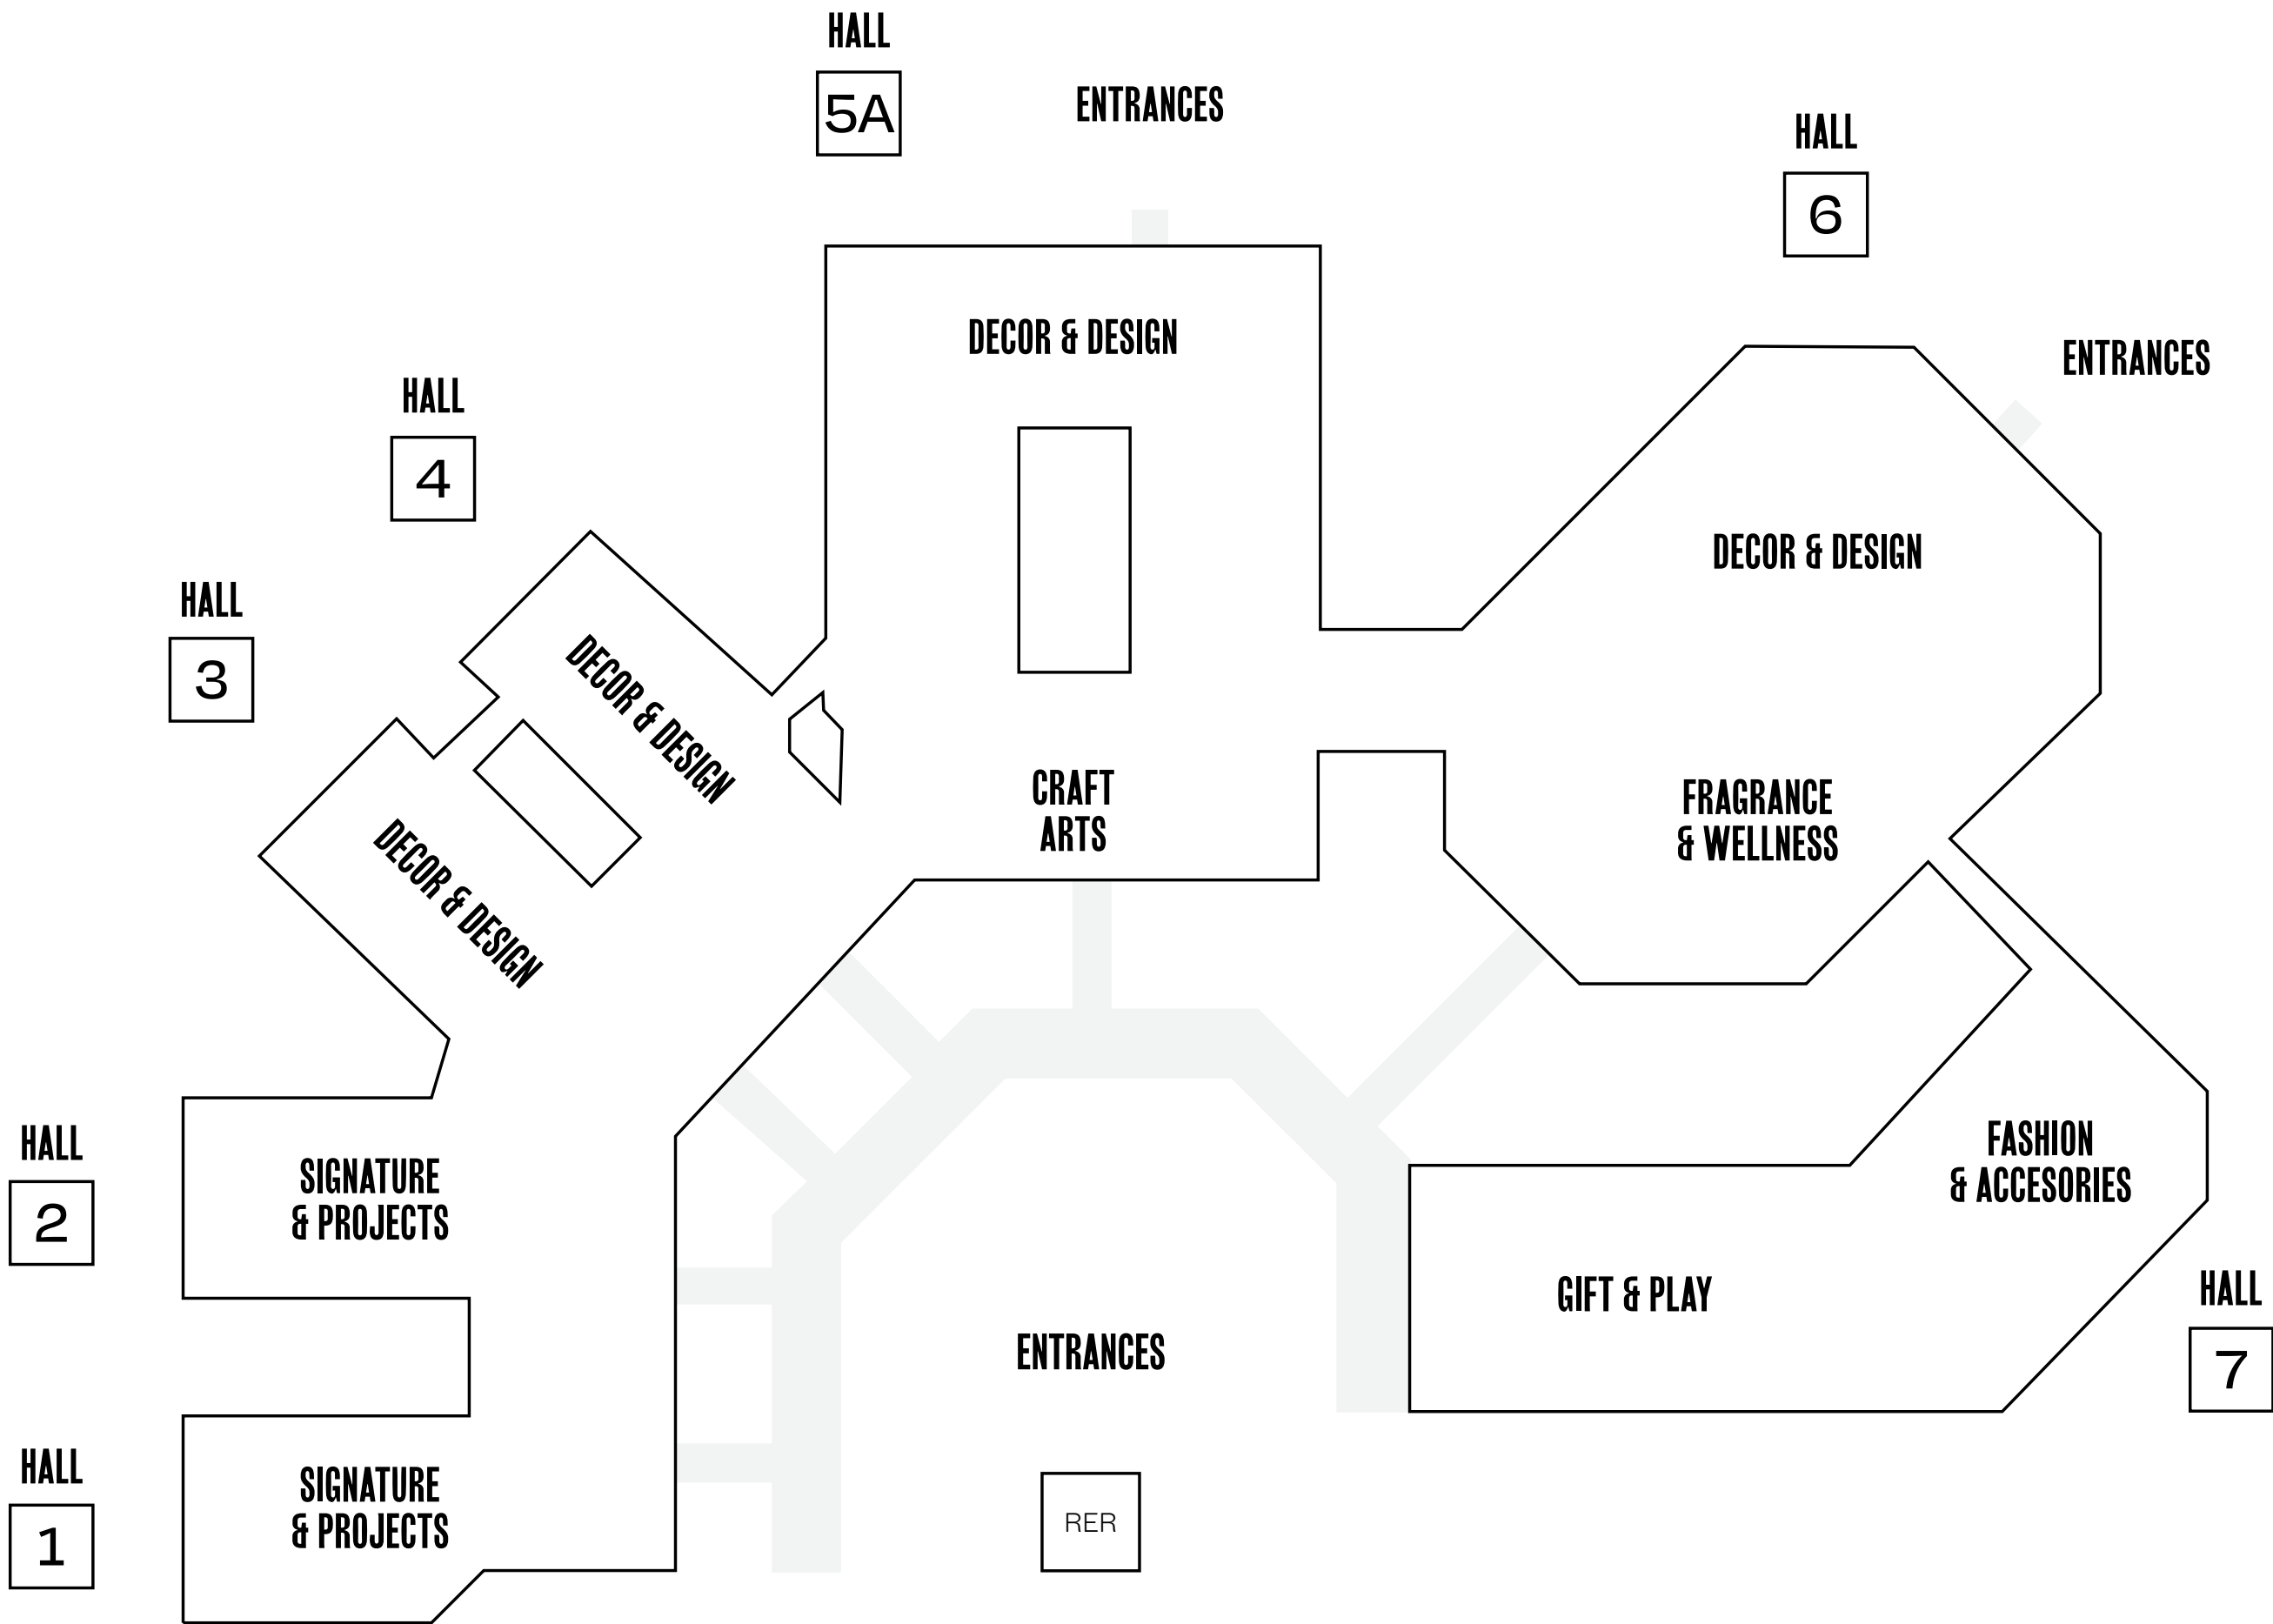 HALL
5A
ENTRANCES
HALL
6
ENTRANCES
DECOR & DESIGN
HALL
4
DECOR & DESIGN
HALL
3
DECOR & DESIGN
DECOR & DESIGN
CRAFT
ARTS
FRAGRANCE
& WELLNESS
HALL
2
SIGNATURE
& PROJECTS
FASHION
& ACCESORIES
GIFT & PLAY
HALL
7
ENTRANCES
HALL
1
SIGNATURE
& PROJECTS
RER